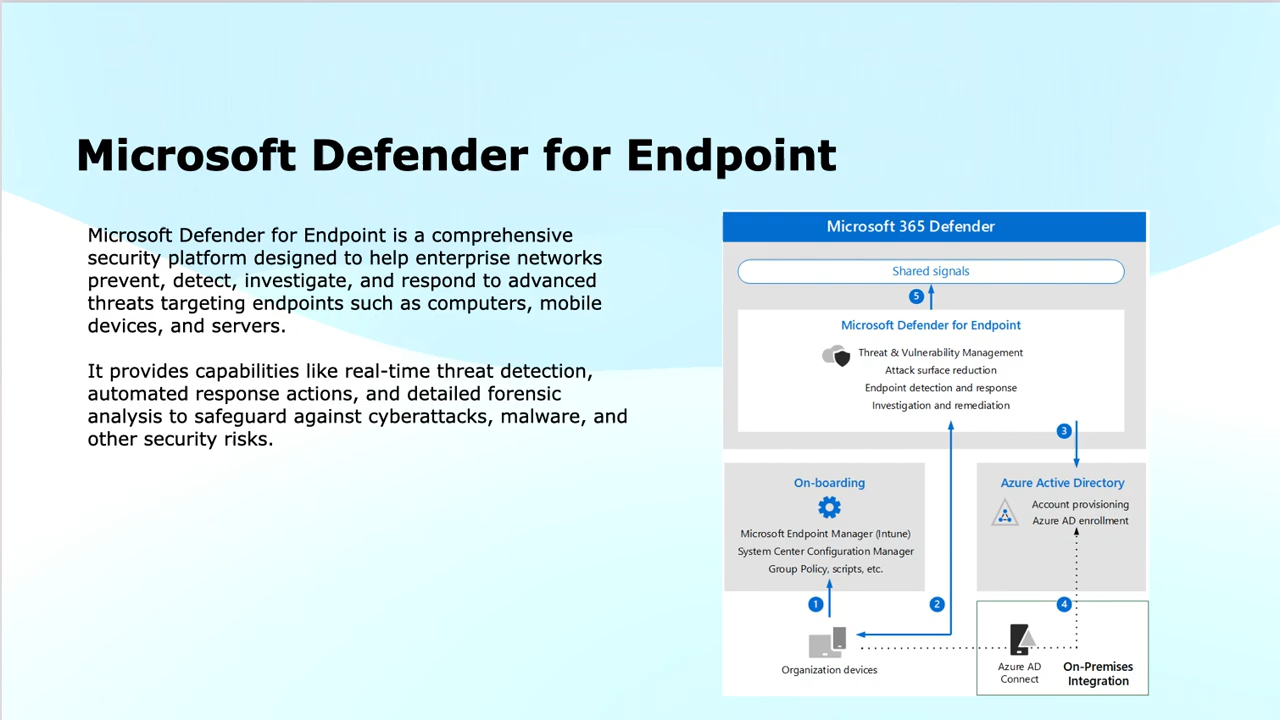 Microsoft Defender for Endpoint
Microsoft Defender for Endpoint is a comprehensive
security platform designed to help enterprise networks
prevent, detect, investigate, and respond to advanced
threats targeting endpoints such as computers, mobile
devices, and servers.
It provides capabilities like real-time threat detection,
automated response actions, and detailed forensic
analysis to safeguard against cyberattacks, malware, and
other security risks.
Microsoft 365 Defender
Shared signals
5
Microsoft Defender for Endpoint
Threat & Vulnerability Management
Attack surface reduction
Endpoint detection and response
Investigation and remediation
3
On-boarding
Microsoft Endpoint Manager (Intune)
System Center Configuration Manager
Group Policy, scripts, etc.
Azure Active Directory
Account provisioning
Azure AD enrollment
1
2
4
Organization devices
Azure AD
Connect
On-Premises
Integration